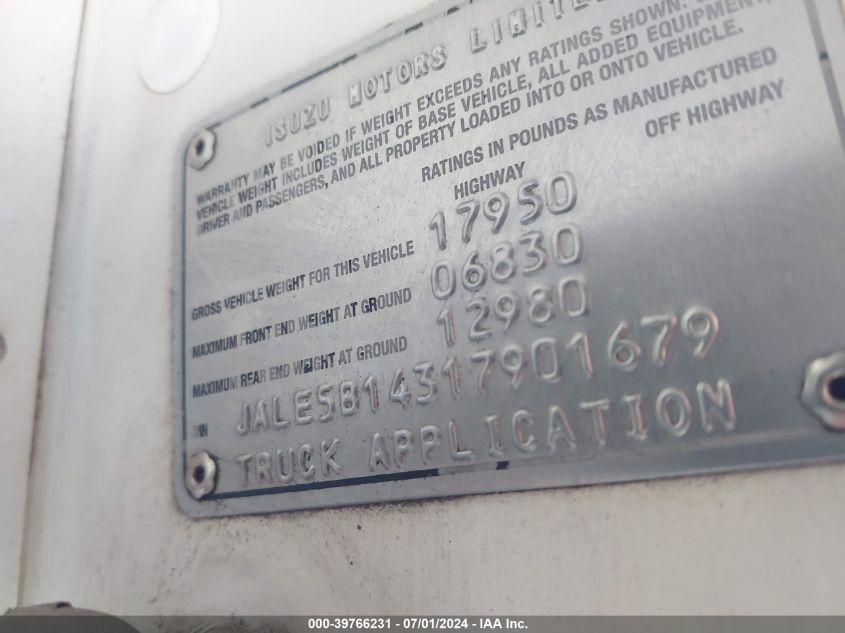 ISUZU MOTORS LIMITED
WARRANTY MAY BE VOIDED IF WEIGHT EXCEEDS ANY RATINGS SHOWN.
VEHICLE WEIGHT INCLUDES WEIGHT OF BASE VEHICLE, ALL ADDED EQUIPMENT,
DRIVER AND PASSENGERS, AND ALL PROPERTY LOADED INTO OR ONTO VEHICLE.
RATINGS IN POUNDS AS MANUFACTURED
HIGHWAY OFF HIGHWAY
GROSS VEHICLE WEIGHT FOR THIS VEHICLE 17950
MAXIMUM FRONT END WEIGHT AT GROUND 06830
MAXIMUM REAR END WEIGHT AT GROUND 12980
VIN JALE5B14317901679
TRUCK APPLICATION
000-39766231 - 07/01/2024 - IAA Inc.